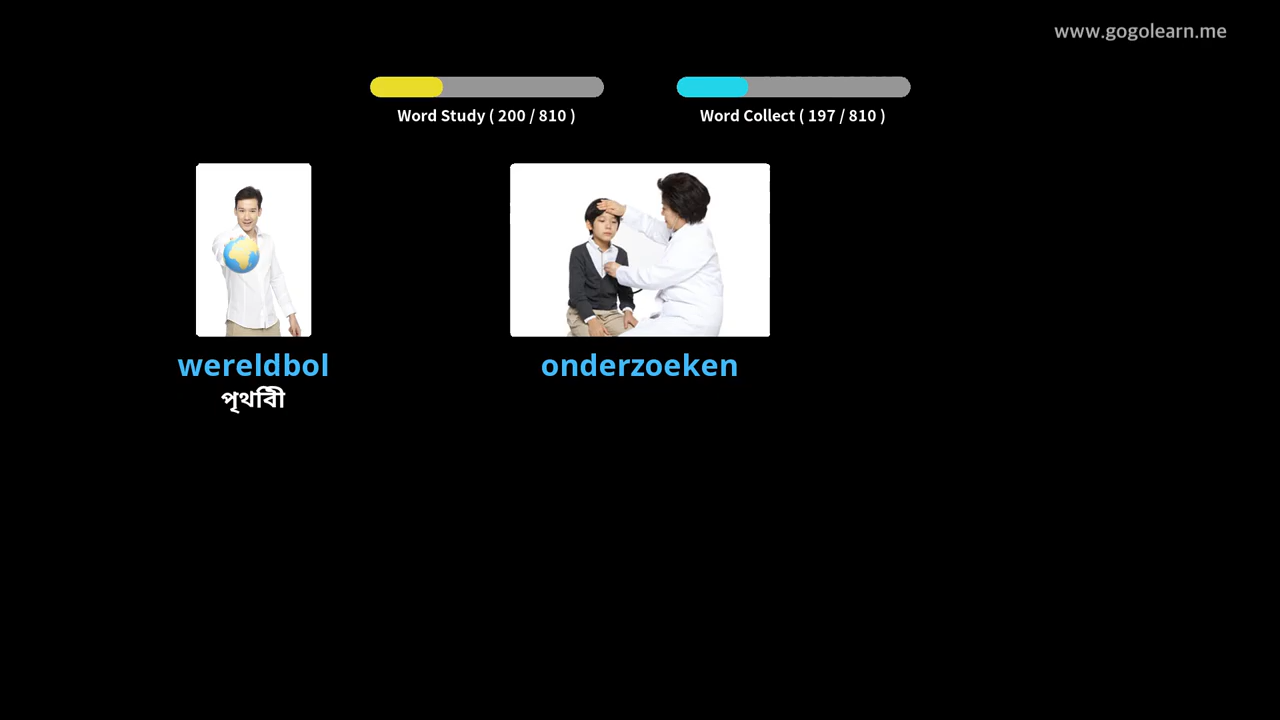 www.gogolearn.me
Word Study ( 200 / 810 )
Word Collect ( 197 / 810 )
wereldbol
পৃথিবী
onderzoeken